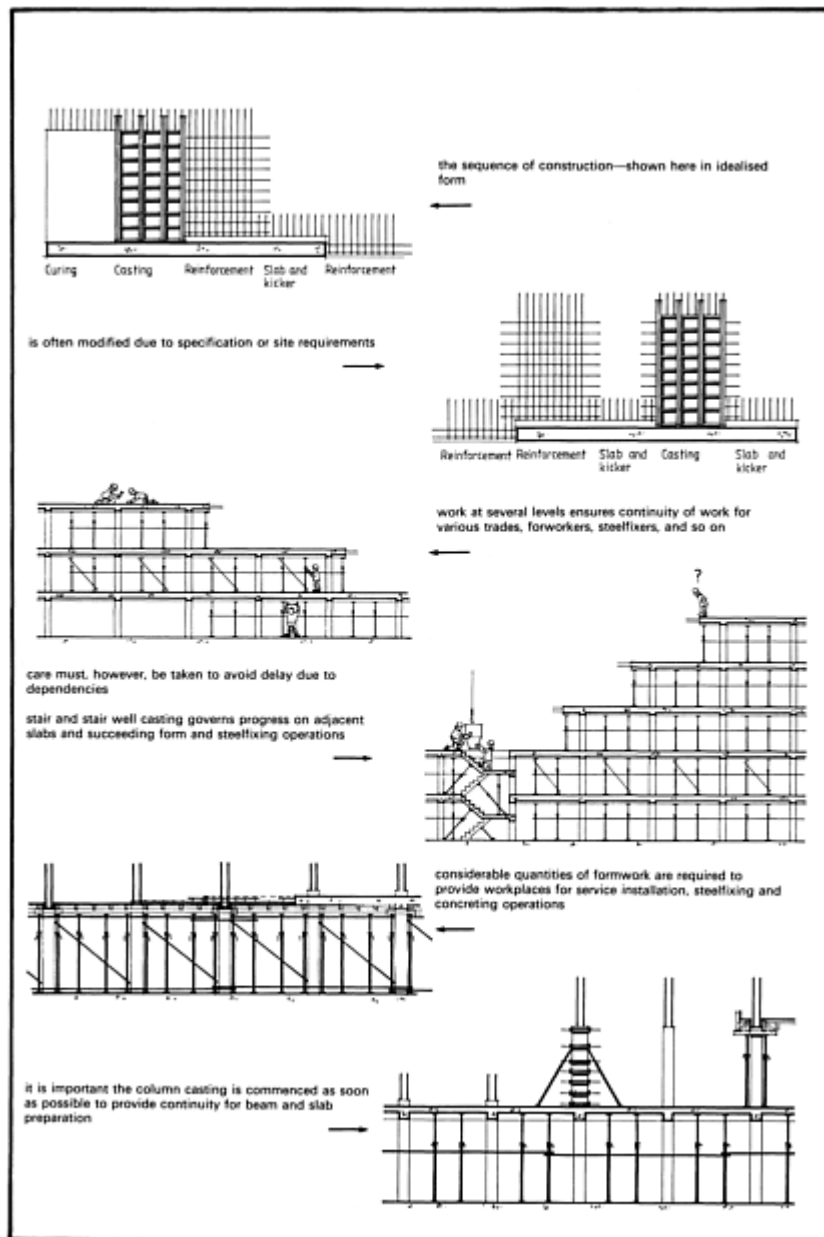 the sequence of construction—shown here in idealised
form
Curing Casting Reinforcement Slab and Reinforcement
kicker
is often modified due to specification or site requirements
Reinforcement Reinforcement Slab and Casting Slab and
kicker kicker
work at several levels ensures continuity of work for
various trades, forworkers, steelfixers, and so on
?
care must, however, be taken to avoid delay due to
dependencies
stair and stair well casting governs progress on adjacent
slabs and succeeding form and steelfixing operations
considerable quantities of formwork are required to
provide workplaces for service installation, steelfixing and
concreting operations
it is important the column casting is commenced as soon
as possible to provide continuity for beam and slab
preparation